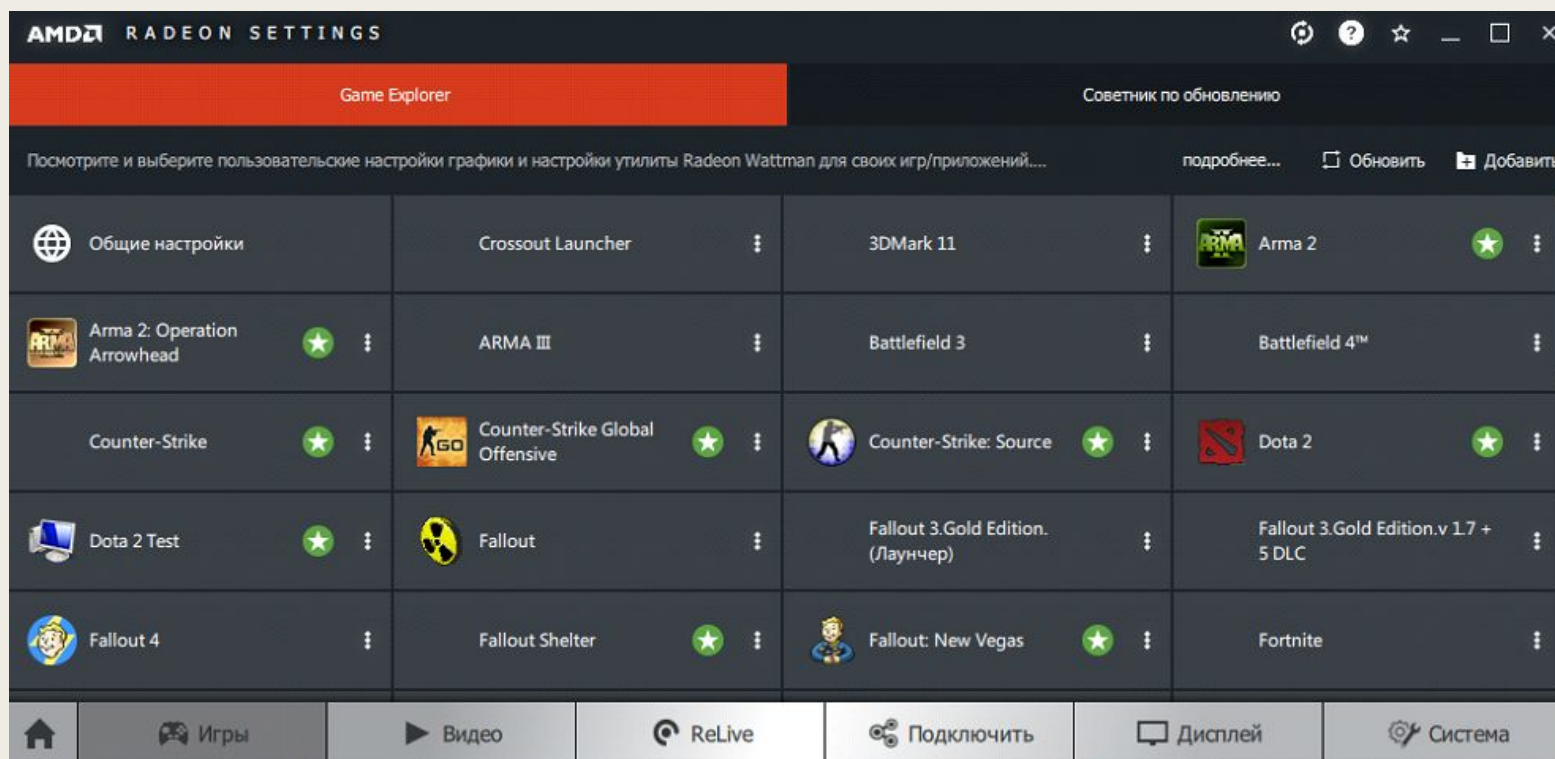 AMD RADEON SETTINGS
Game Explorer
Советник по обновлению
Посмотрите и выберите пользовательские настройки графики и настройки утилиты Radeon Wattman для своих игр/приложений....
подробнее...
Обновить
Добавить
Общие настройки
Crossout Launcher
3DMark 11
ARMA II
Arma 2
ARMA
Arma 2: Operation
Arrowhead
ARMA III
Battlefield 3
Battlefield 4™
Counter-Strike
GO
Counter-Strike Global
Offensive
Counter-Strike: Source
Dota 2
Dota 2 Test
Fallout
Fallout 3.Gold Edition.
(Лаунчер)
Fallout 3.Gold Edition.v 1.7 +
5 DLC
Fallout 4
Fallout Shelter
Fallout: New Vegas
Fortnite
Игры
Видео
ReLive
Подключить
Дисплей
Система